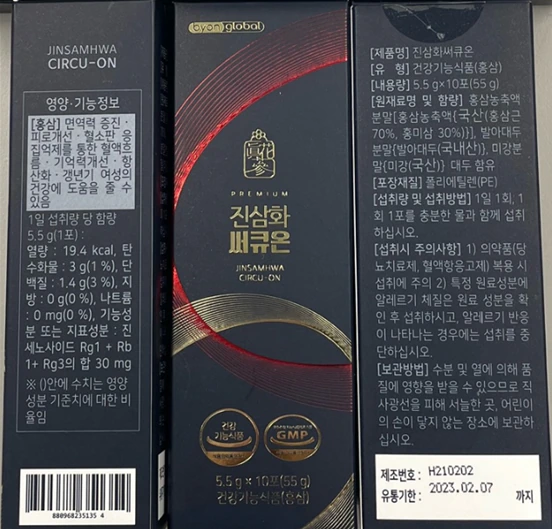 JINSAMHWA
CIRCU-ON
영양·기능정보
[홍삼] 면역력 증진·
피로개선·혈소판 응
집억제를 통한 혈액흐
름·기억력개선·항
산화·갱년기 여성의
건강에 도움을 줄 수
있음
1일 섭취량 당 함량
5.5 g(1포) :
열량 : 19.4 kcal, 탄
수화물 : 3 g(1 %), 단
백질 : 1.4 g(3 %), 지
방 : 0 g(0 %), 나트륨
: 0 mg(0 %), 기능성
분 또는 지표성분 : 진
세노사이드 Rg1 + Rb
1+ Rg3의 합 30 mg
※ ()안에 수치는 영양
성분 기준치에 대한 비
율임
880968235135 4
byon global
PREMIUM
진삼화
써큐온
JINSAMHWA
CIRCU-ON
건강
기능식품
GMP
5.5 g × 10포(55 g)
건강기능식품(홍삼)
[제품명] 진삼화써큐온
[유 형] 건강기능식품(홍삼)
[내용량] 5.5 g×10포(55 g)
[원재료명 및 함량] 홍삼농축액
분말{홍삼농축액(국산(홍삼근
70%, 홍미삼 30%)}], 발아대두
분말{발아대두(국내산)}, 미강분
말{미강(국산)} 대두 함유
[포장재질] 폴리에틸렌(PE)
[섭취량 및 섭취방법] 1일 1회, 1
회 1포를 충분한 물과 함께 섭취
하십시오.
[섭취시 주의사항] 1) 의약품(당
뇨치료제, 혈액항응고제) 복용 시
섭취에 주의 2) 특정 원료성분에
알레르기 체질은 원료 성분을 확
인 후 섭취하시고, 알레르기 반응
이 나타나는 경우에는 섭취를 중
단하십시오.
[보관방법] 수분 및 열에 의해 품
질에 영향을 받을 수 있으므로 직
사광선을 피해 서늘한 곳, 어린이
의 손이 닿지 않는 장소에 보관하
십시오.
제조번호 : H210202
유통기한 : 2023.02.07 까지